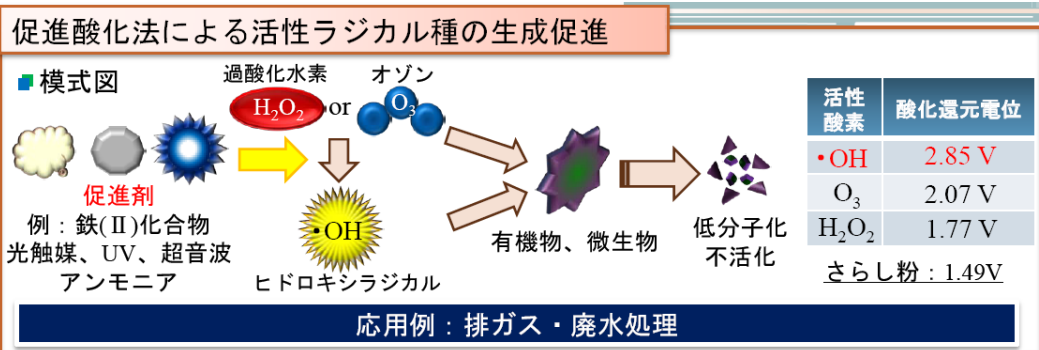 促進酸化法による活性ラジカル種の生成促進
模式図
過酸化水素
オゾン
H₂O₂
or
O₃
促進剤
例：鉄(Ⅱ)化合物
光触媒、UV、超音波
アンモニア
・OH
ヒドロキシラジカル
有機物、微生物
低分子化
不活化
活性
酸素
酸化還元電位
・OH 2.85 V
O₃ 2.07 V
H₂O₂ 1.77 V
さらし粉：1.49V
応用例：排ガス・廃水処理